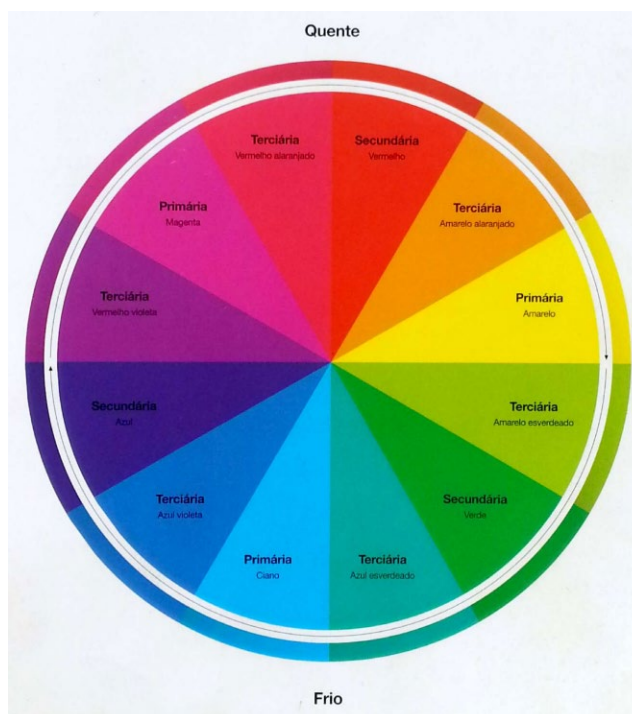 Quente
Terciária
Vermelho alaranjado
Secundária
Vermelho
Primária
Magenta
Terciária
Amarelo alaranjado
Terciária
Vermelho violeta
Primária
Amarelo
Secundária
Azul
Terciária
Amarelo esverdeado
Terciária
Azul violeta
Secundária
Verde
Primária
Ciano
Terciária
Azul esverdeado
Frio